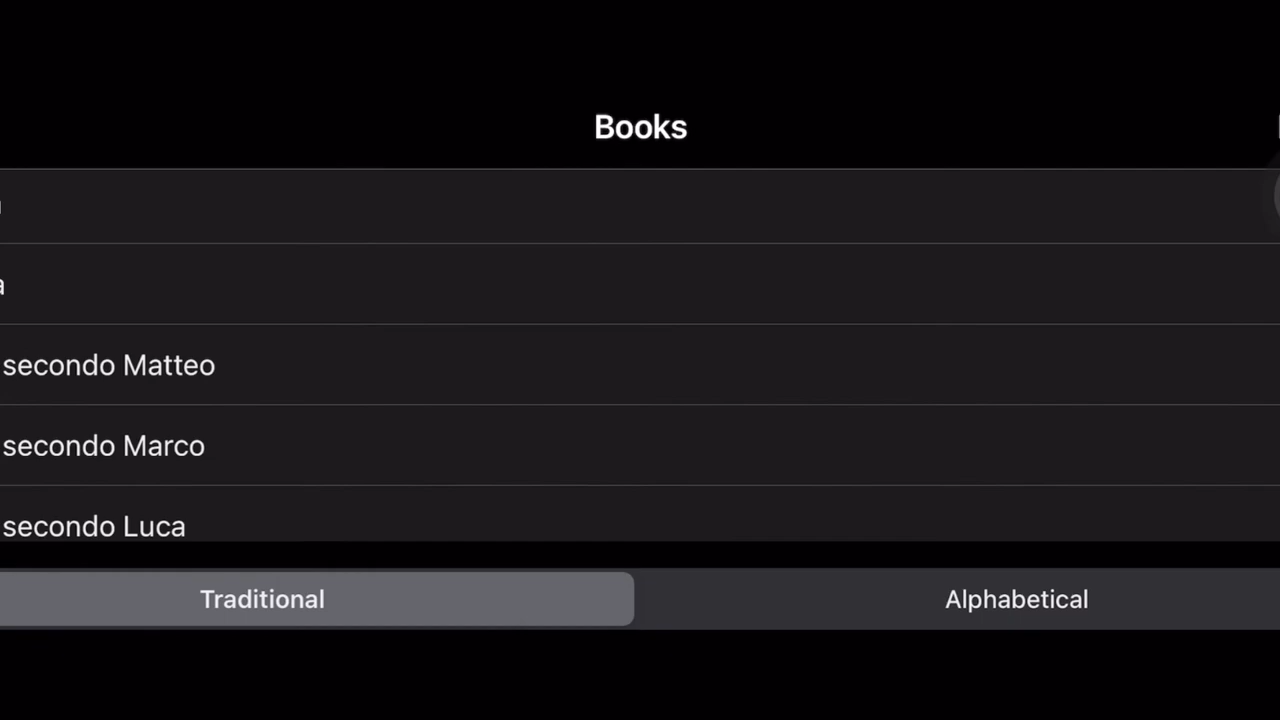 Books
secondo Matteo
secondo Marco
secondo Luca
Traditional
Alphabetical